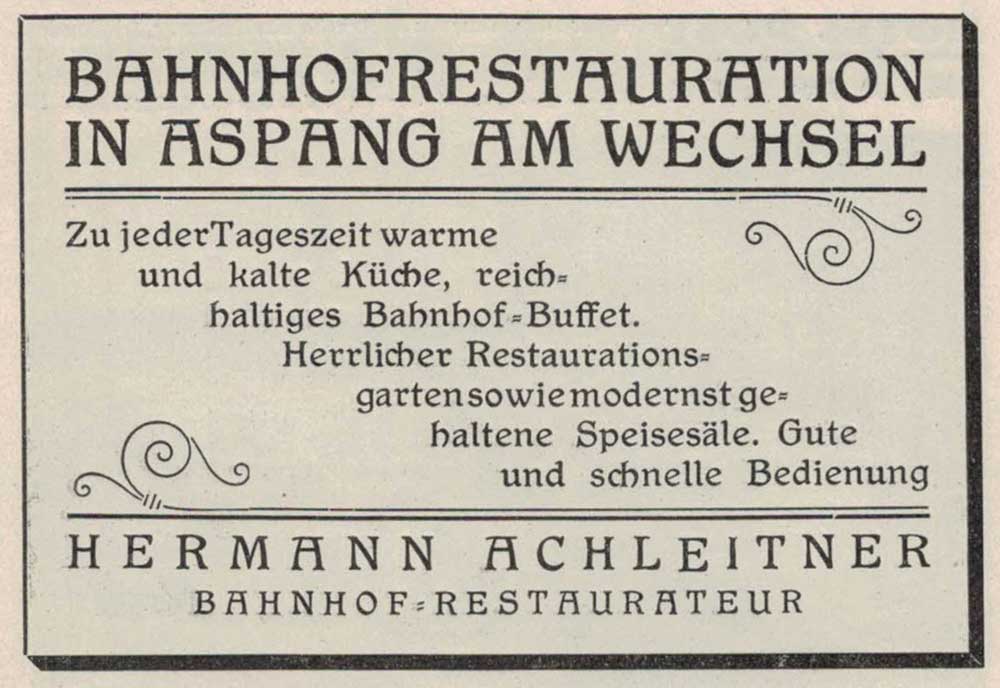 BAHNHOFRESTAURATION
IN ASPANG AM WECHSEL
Zu jeder Tageszeit warme
und kalte Küche, reich=
haltiges Bahnhof=Buffet.
Herrlicher Restaurations=
garten sowie modernst ge=
haltene Speisesäle. Gute
und schnelle Bedienung
HERMANN ACHLEITNER
BAHNHOF=RESTAURATEUR